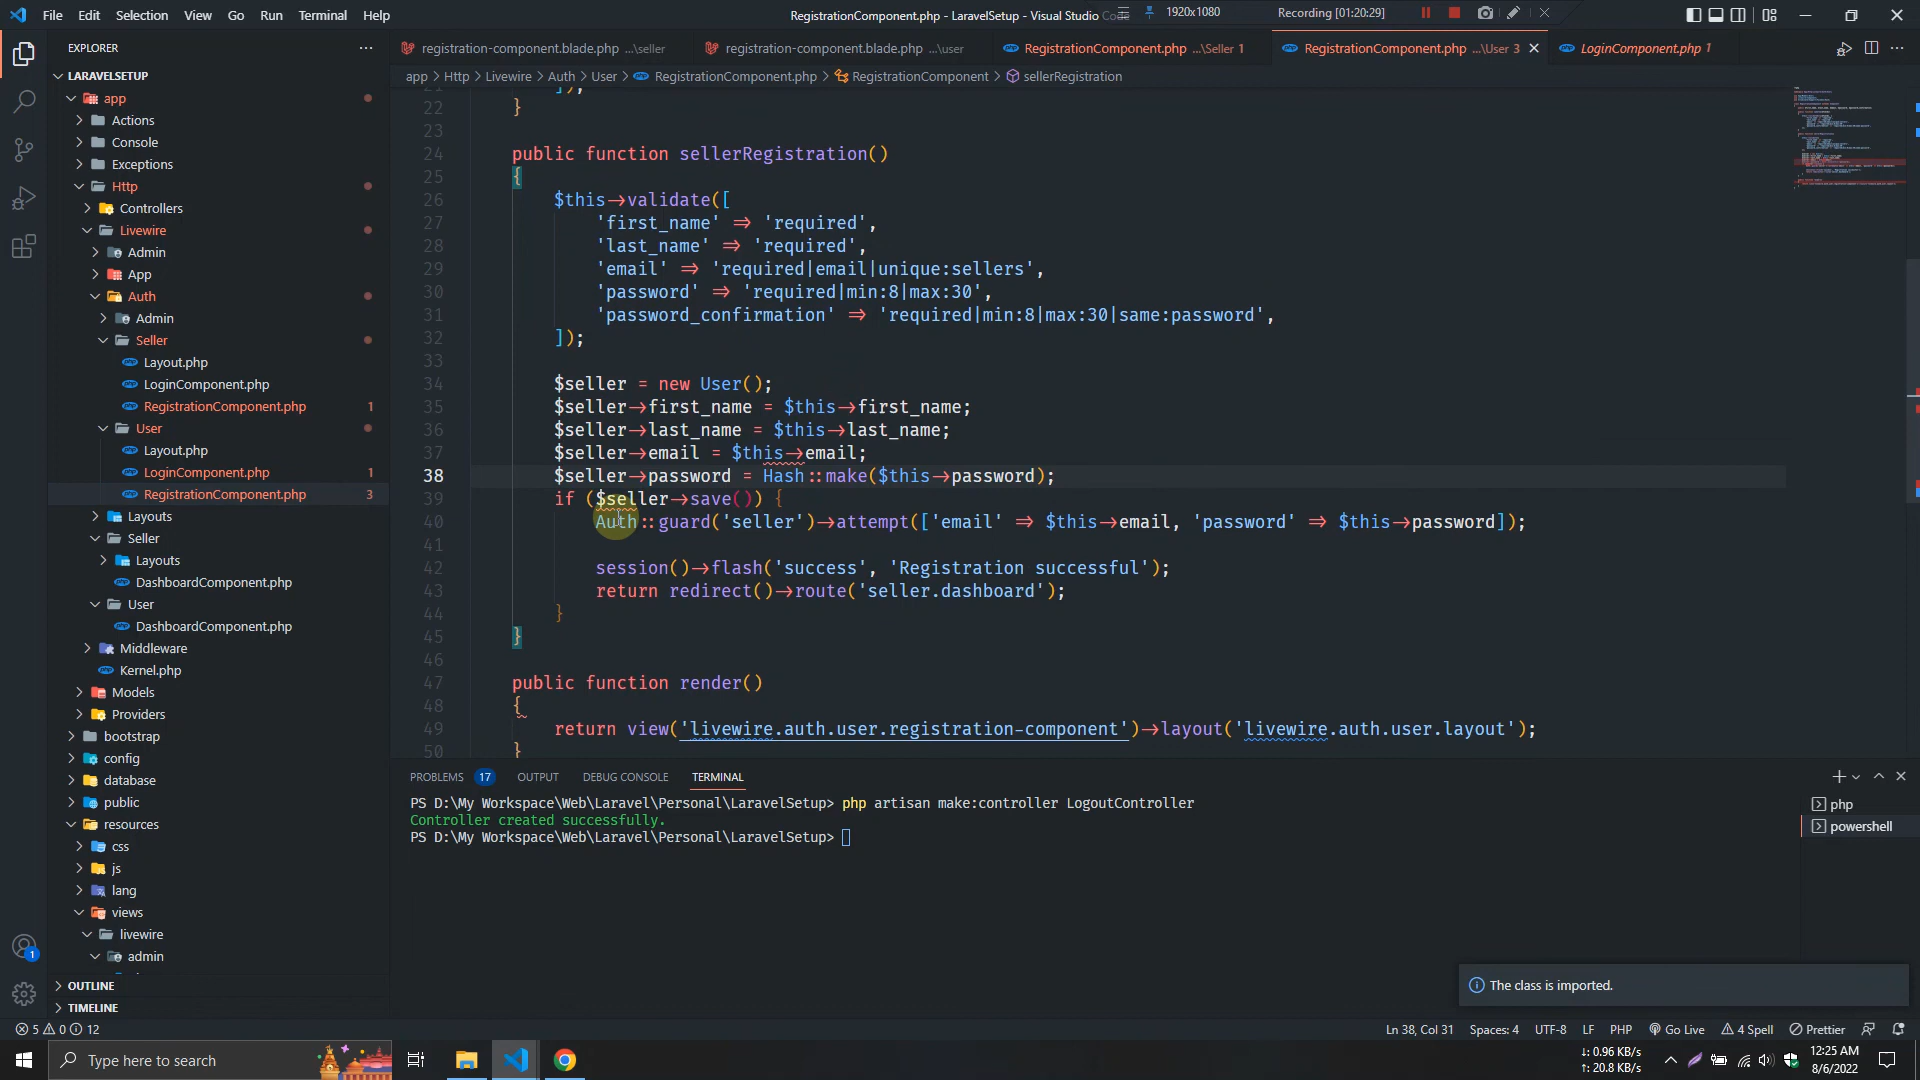 File Edit Selection View Go Run Terminal Help
RegistrationComponent.php - LaravelSetup - Visual Studio
1920x1080
Recording [01:20:29]
EXPLORER
registration-component.blade.php ...\seller
registration-component.blade.php ...\user
RegistrationComponent.php ...\Seller 1
RegistrationComponent.php ...\User 3
LoginComponent.php 1
LARAVELSETUP
app > Http > Livewire > Auth > User > RegistrationComponent.php > RegistrationComponent > sellerRegistration
app
Actions
Console
Exceptions
Http
Controllers
Livewire
Admin
App
Auth
Admin
Seller
Layout.php
LoginComponent.php
RegistrationComponent.php 1
User
Layout.php
LoginComponent.php 1
RegistrationComponent.php 3
Layouts
Seller
Layouts
DashboardComponent.php
User
DashboardComponent.php
Middleware
Kernel.php
Models
Providers
bootstrap
config
database
public
resources
css
js
lang
views
livewire
admin
OUTLINE
TIMELINE
]);
22 }
23
24 public function sellerRegistration()
25 {
26 $this->validate([
27 'first_name' => 'required',
28 'last_name' => 'required',
29 'email' => 'required|email|unique:sellers',
30 'password' => 'required|min:8|max:30',
31 'password_confirmation' => 'required|min:8|max:30|same:password',
32 ]);
33
34 $seller = new User();
35 $seller->first_name = $this->first_name;
36 $seller->last_name = $this->last_name;
37 $seller->email = $this->email;
38 $seller->password = Hash::make($this->password);
39 if ($seller->save()) {
40 Auth::guard('seller')->attempt(['email' => $this->email, 'password' => $this->password]);
41
42 session()->flash('success', 'Registration successful');
43 return redirect()->route('seller.dashboard');
44 }
45 }
46
47 public function render()
48 {
49 return view('livewire.auth.user.registration-component')->layout('livewire.auth.user.layout');
50 }
PROBLEMS 17 OUTPUT DEBUG CONSOLE TERMINAL
PS D:\My Workspace\Web\Laravel\Personal\LaravelSetup> php artisan make:controller LogoutController
Controller created successfully.
PS D:\My Workspace\Web\Laravel\Personal\LaravelSetup>
php
powershell
The class is imported.
5 0 12
Ln 38, Col 31 Spaces: 4 UTF-8 LF PHP Go Live 4 Spell Prettier
1
Type here to search
↓: 0.96 KB/s
↑: 20.8 KB/s
12:25 AM
8/6/2022